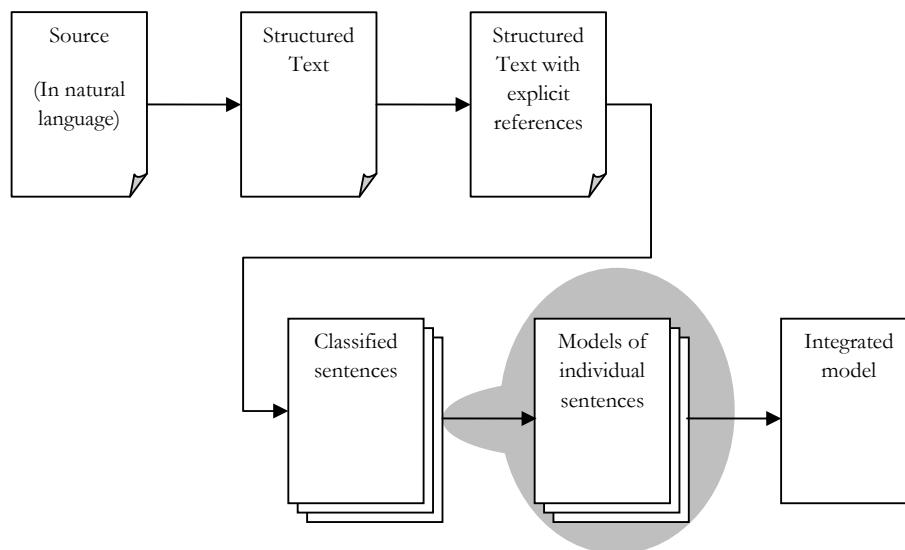 Source
(In natural
language)
Structured
Text
Structured
Text with
explicit
references
Classified
sentences
Models of
individual
sentences
Integrated
model